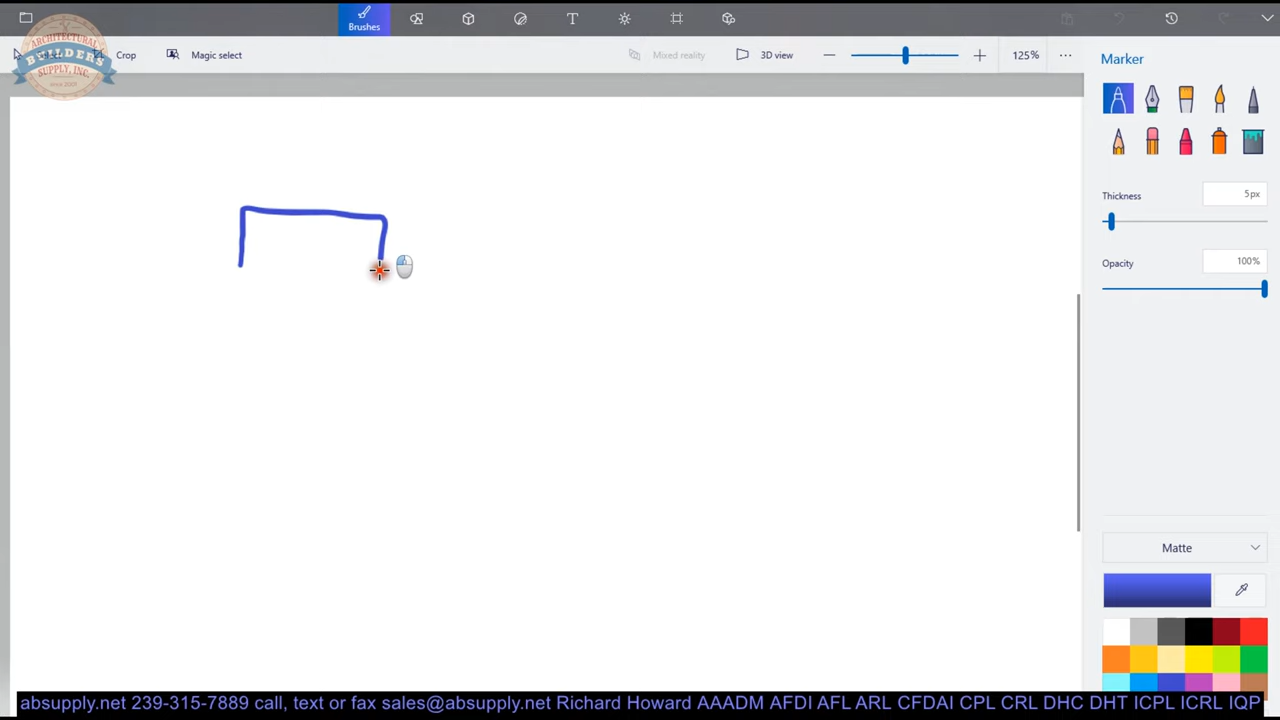 Brushes
ARCHITECTURAL
BUILDERS
SUPPLY, INC.
since 2001
Crop
Magic select
Mixed reality
3D view
125%
Marker
Thickness
5px
Opacity
100%
Matte
absupply.net 239-315-7889 call, text or fax sales@absupply.net Richard Howard AAADM AFDI AFL ARL CFDAI CPL CRL DHC DHT ICPL ICRL IQP